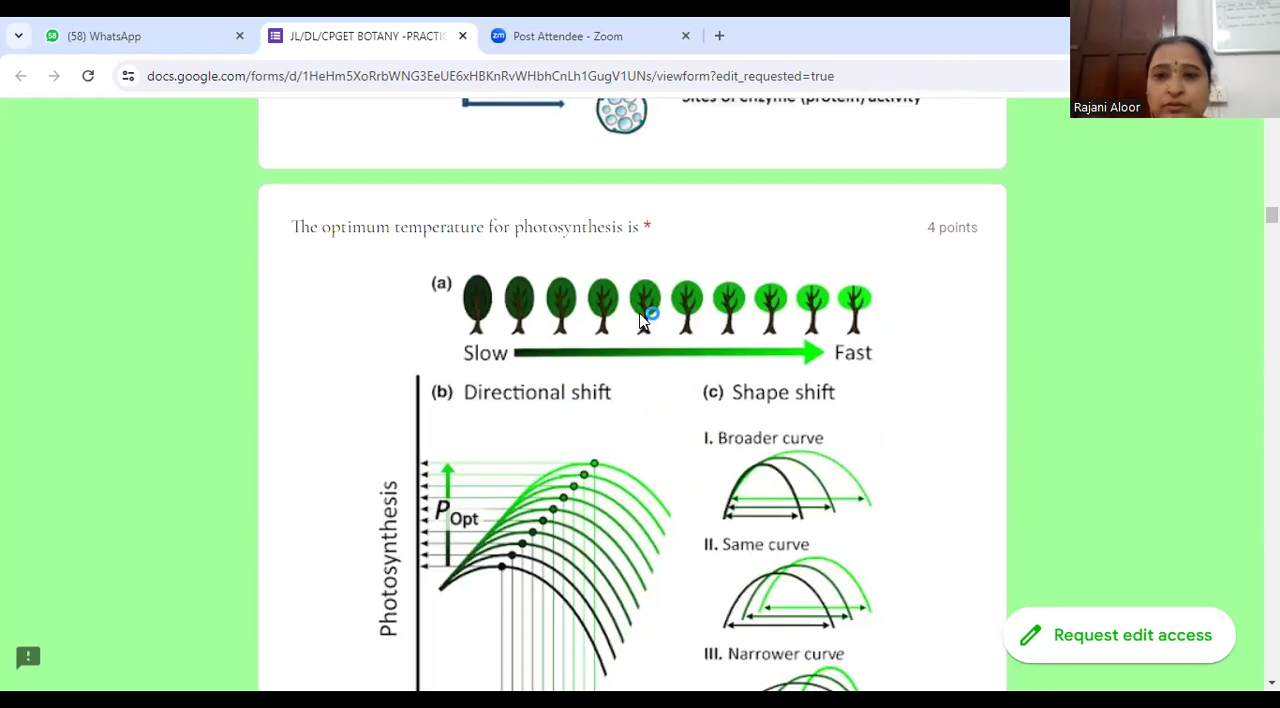 (58) WhatsApp
JL/DL/CPGET BOTANY -PRACTIC
Post Attendee - Zoom
docs.google.com/forms/d/1HeHm5XoRrbWNG3EeUE6xHBKnRvWHbhCnLh1GugV1UNs/viewform?edit_requested=true
Rajani Aloor
Sites of enzyme (protein) activity
The optimum temperature for photosynthesis is *
4 points
(a)
Slow
Fast
(b) Directional shift
(c) Shape shift
I. Broader curve
POpt
Photosynthesis
II. Same curve
III. Narrower curve
Request edit access